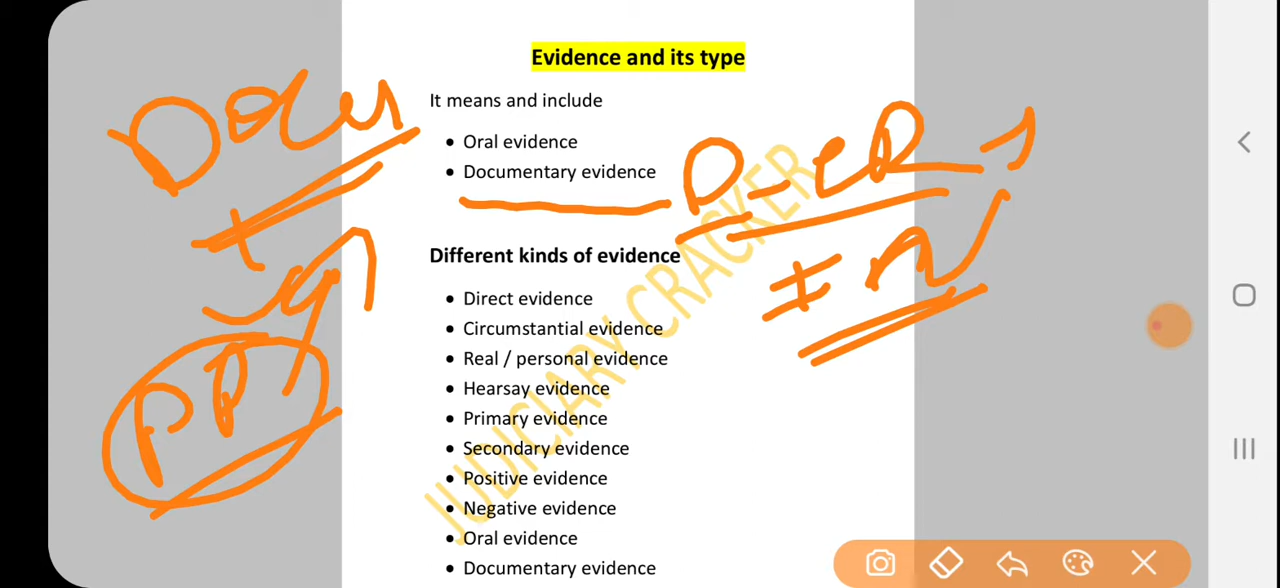 Evidence and its type
It means and include
• Oral evidence
• Documentary evidence
Different kinds of evidence
• Direct evidence
• Circumstantial evidence
• Real / personal evidence
• Hearsay evidence
• Primary evidence
• Secondary evidence
• Positive evidence
• Negative evidence
• Oral evidence
• Documentary evidence
JUDICIARY CRACKER
Docu
PP